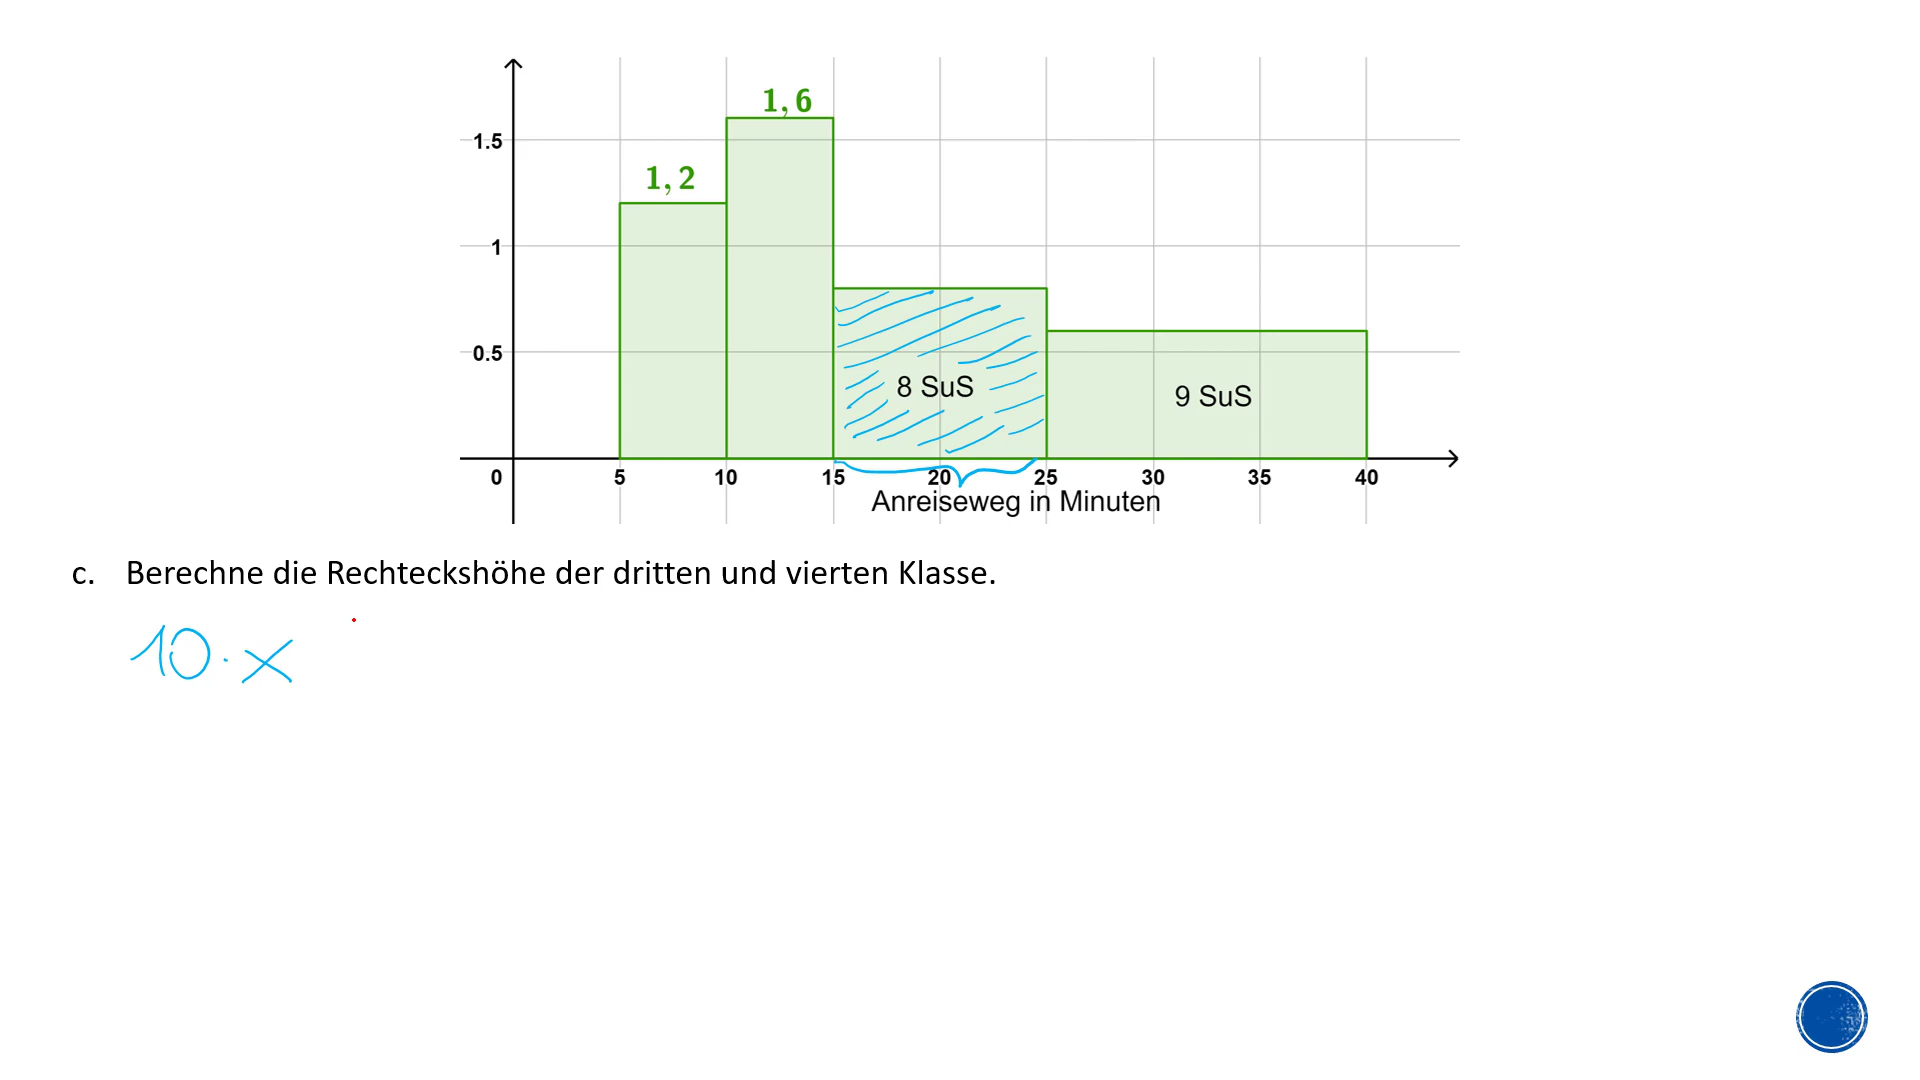 1,6
1.5
1,2
1
0.5
8 SuS
9 SuS
0 5 10 15 20 25 30 35 40
Anreiseweg in Minuten
c. Berechne die Rechteckshöhe der dritten und vierten Klasse.
10·x